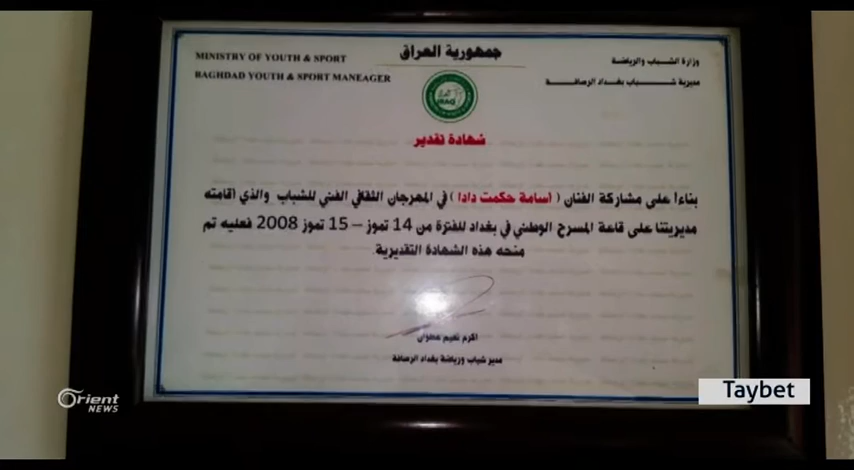 جمهورية العراق
MINISTRY OF YOUTH & SPORT
وزارة الشباب والرياضة
BAGHDAD YOUTH & SPORT MANEAGER
مديرية شباب بغداد الرصافة
IRAQ
شهادة تقدير
بناءاً على مشاركة الفنان ( أسامة حكمت دادا ) في المهرجان الثقافي الفني للشباب والذي أقامته
مديريتنا على قاعة المسرح الوطني في بغداد للفترة من 14 تموز – 15 تموز 2008 فعليه تم
منحه هذه الشهادة التقديرية.
اكرم نعيم عطوان
مدير شباب ورياضة بغداد الرصافة
Orient
NEWS
Taybet